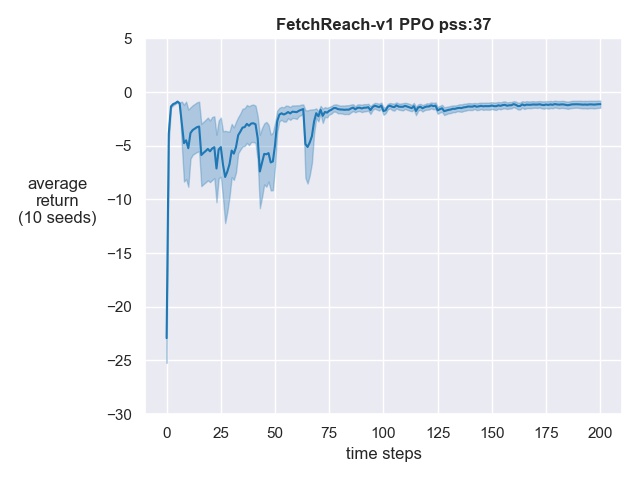 FetchReach-v1 PPO pss:37
5
0
−5
−10
−15
−20
−25
−30
average
return
(10 seeds)
0 25 50 75 100 125 150 175 200
time steps